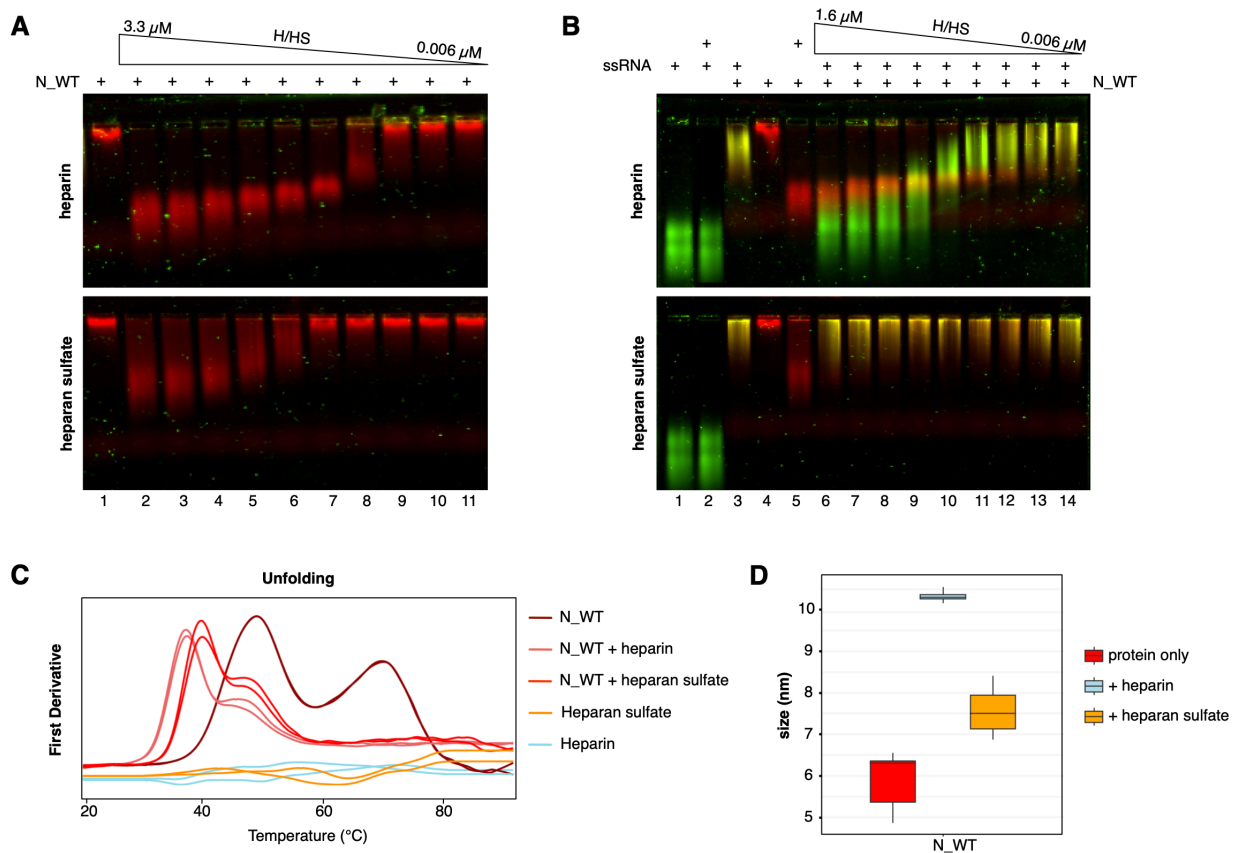 A
3.3 µM
H/HS
0.006 µM
N_WT + + + + + + + + + + +
heparin
heparan sulfate
1 2 3 4 5 6 7 8 9 10 11
B
1.6 µM
H/HS
0.006 µM
+ +
ssRNA + + + + + + + + + + + +
+ + + + + + + + + + + + N_WT
heparin
heparan sulfate
1 2 3 4 5 6 7 8 9 10 11 12 13 14
C
Unfolding
First Derivative
20 40 60 80
Temperature (°C)
N_WT
N_WT + heparin
N_WT + heparan sulfate
Heparan sulfate
Heparin
D
size (nm)
10
9
8
7
6
5
N_WT
protein only
+ heparin
+ heparan sulfate